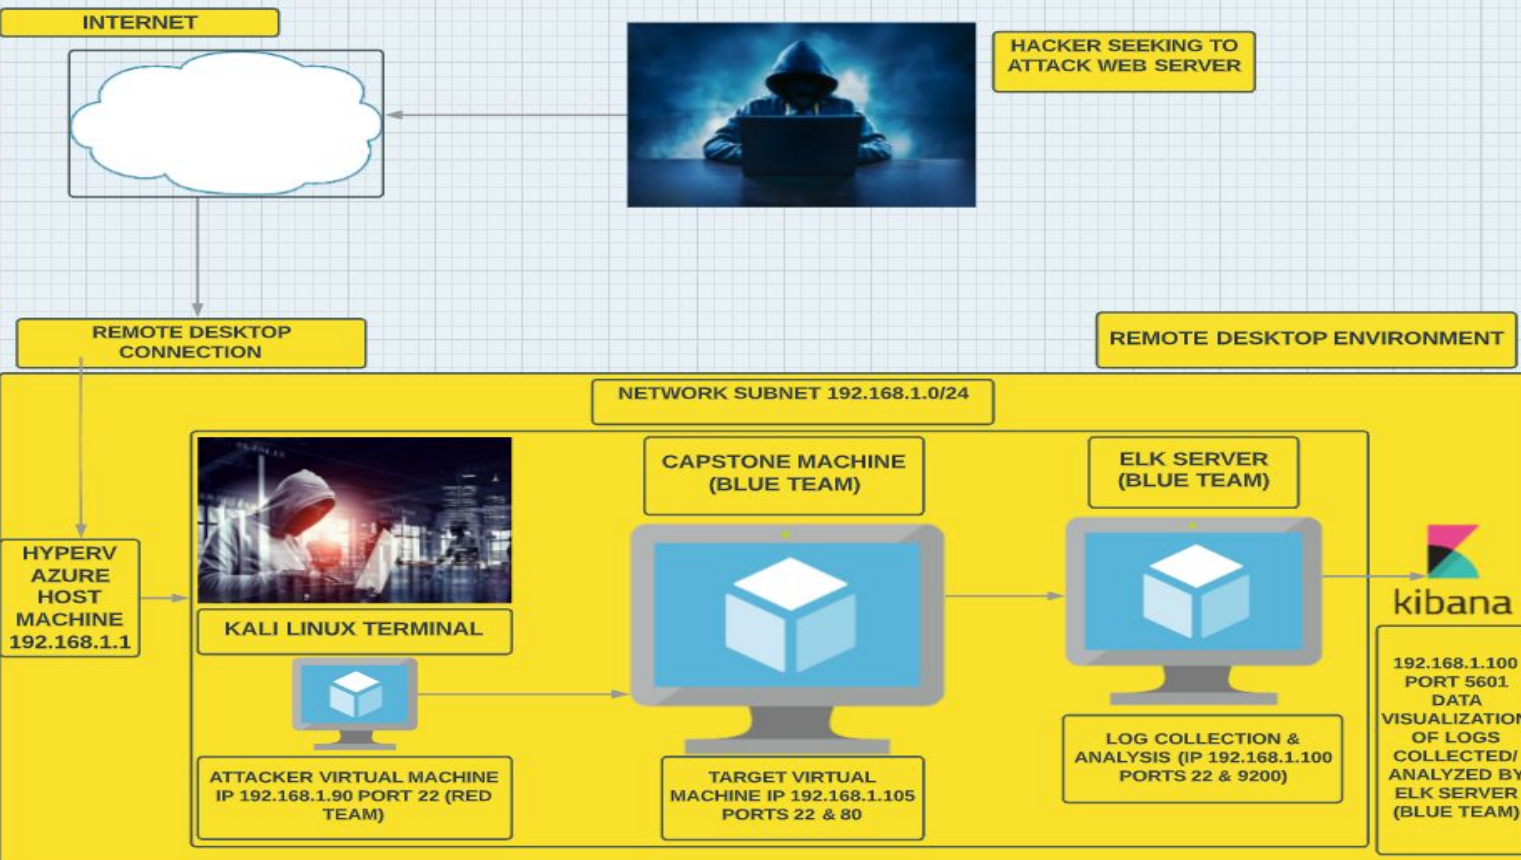 INTERNET
HACKER SEEKING TO
ATTACK WEB SERVER
REMOTE DESKTOP
CONNECTION
REMOTE DESKTOP ENVIRONMENT
NETWORK SUBNET 192.168.1.0/24
CAPSTONE MACHINE
(BLUE TEAM)
ELK SERVER
(BLUE TEAM)
HYPERV
AZURE
HOST
MACHINE
192.168.1.1
KALI LINUX TERMINAL
kibana
ATTACKER VIRTUAL MACHINE
IP 192.168.1.90 PORT 22 (RED
TEAM)
TARGET VIRTUAL
MACHINE IP 192.168.1.105
PORTS 22 & 80
LOG COLLECTION &
ANALYSIS (IP 192.168.1.100
PORTS 22 & 9200)
192.168.1.100
PORT 5601
DATA
VISUALIZATION
OF LOGS
COLLECTED/
ANALYZED BY
ELK SERVER
(BLUE TEAM)